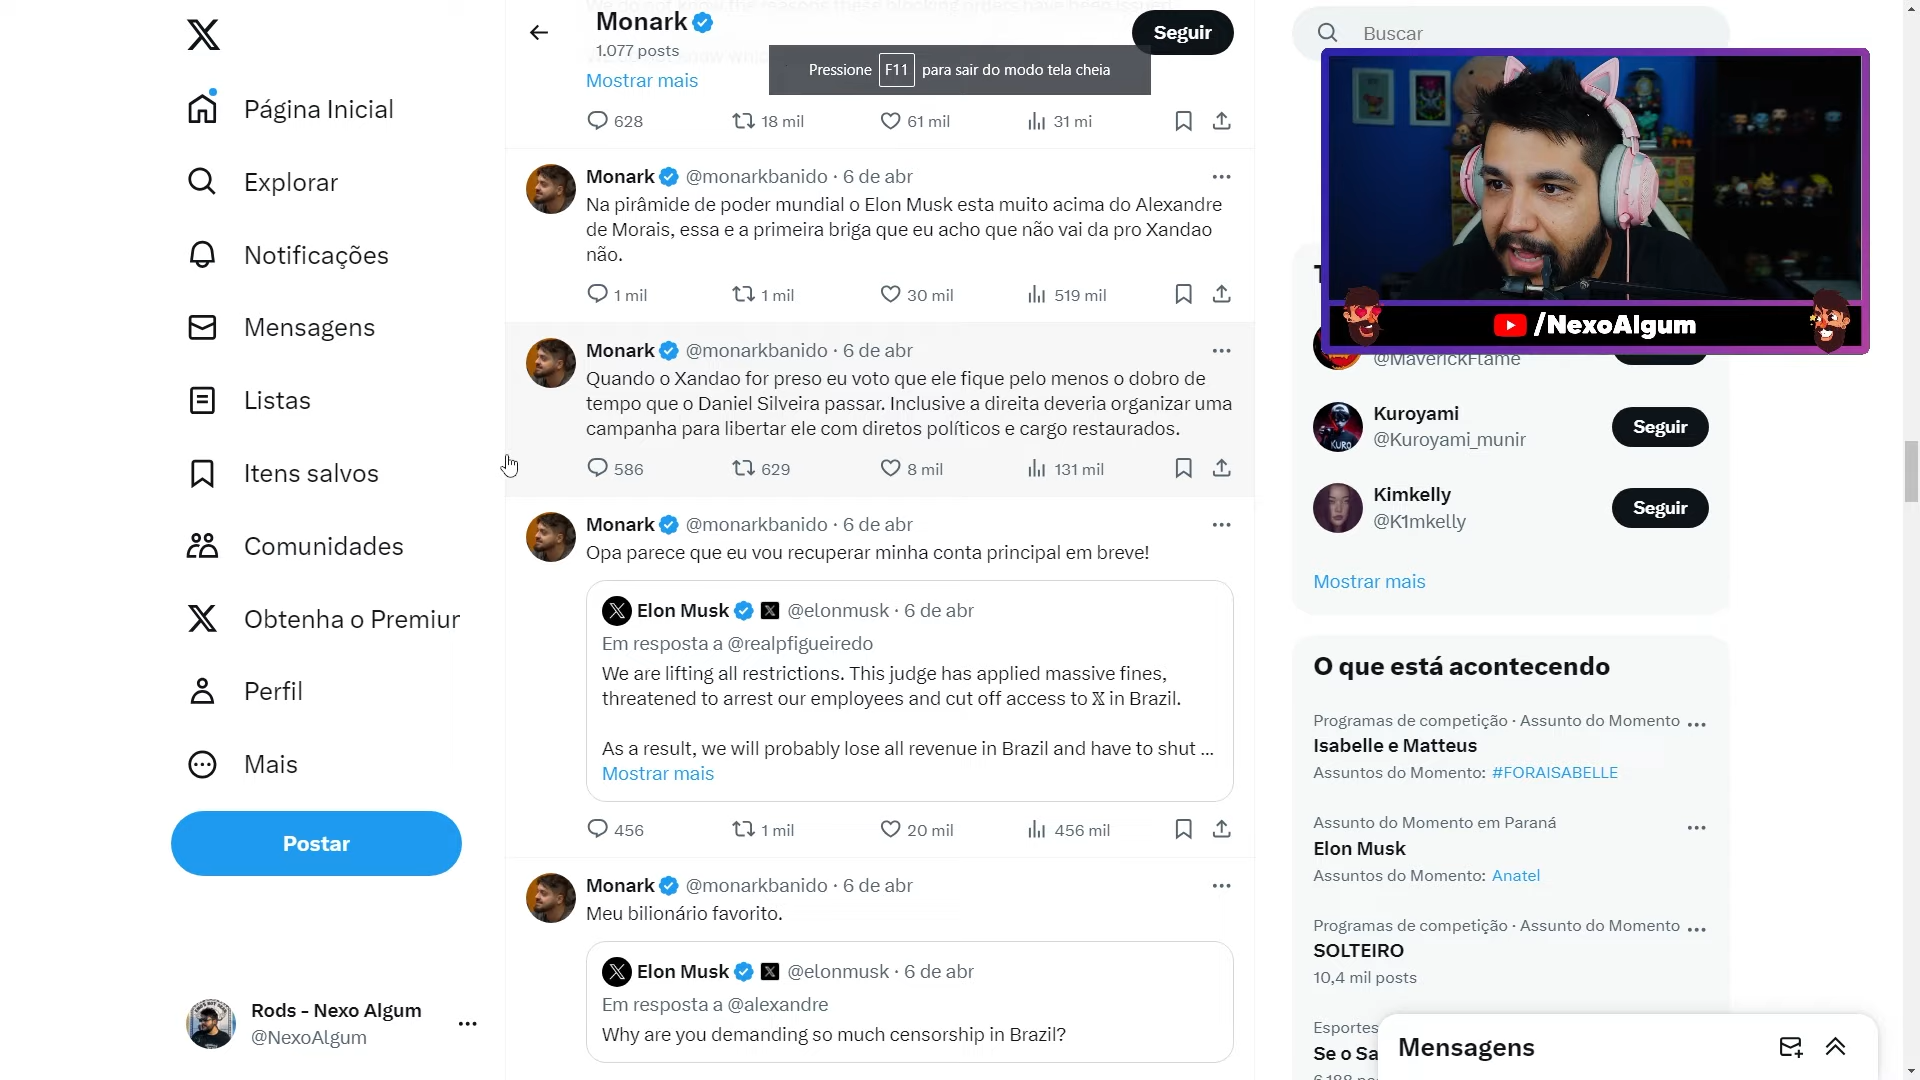 Monark
1.077 posts
Seguir
Pressione F11 para sair do modo tela cheia
Mostrar mais
628 18 mil 61 mil 31 mi
Página Inicial
Explorar
Notificações
Mensagens
Listas
Itens salvos
Comunidades
Obtenha o Premiur
Perfil
Mais
Postar
Rods - Nexo Algum
@NexoAlgum
Monark @monarkbanido · 6 de abr
Na pirâmide de poder mundial o Elon Musk esta muito acima do Alexandre
de Morais, essa e a primeira briga que eu acho que não vai da pro Xandao
não.
1 mil 1 mil 30 mil 519 mil
Monark @monarkbanido · 6 de abr
Quando o Xandao for preso eu voto que ele fique pelo menos o dobro de
tempo que o Daniel Silveira passar. Inclusive a direita deveria organizar uma
campanha para libertar ele com diretos políticos e cargo restaurados.
586 629 8 mil 131 mil
Monark @monarkbanido · 6 de abr
Opa parece que eu vou recuperar minha conta principal em breve!
Elon Musk @elonmusk · 6 de abr
Em resposta a @realpfigueiredo
We are lifting all restrictions. This judge has applied massive fines,
threatened to arrest our employees and cut off access to 𝕏 in Brazil.
As a result, we will probably lose all revenue in Brazil and have to shut ...
Mostrar mais
456 1 mil 20 mil 456 mil
Monark @monarkbanido · 6 de abr
Meu bilionário favorito.
Elon Musk @elonmusk · 6 de abr
Em resposta a @alexandre
Why are you demanding so much censorship in Brazil?
Buscar
/NexoAlgum
@MaverickFlame
Kuroyami
@Kuroyami_munir
Seguir
Kimkelly
@K1mkelly
Seguir
Mostrar mais
O que está acontecendo
Programas de competição · Assunto do Momento
Isabelle e Matteus
Assuntos do Momento: #FORAISABELLE
Assunto do Momento em Paraná
Elon Musk
Assuntos do Momento: Anatel
Programas de competição · Assunto do Momento
SOLTEIRO
10,4 mil posts
Esportes
Se o Sa
Mensagens